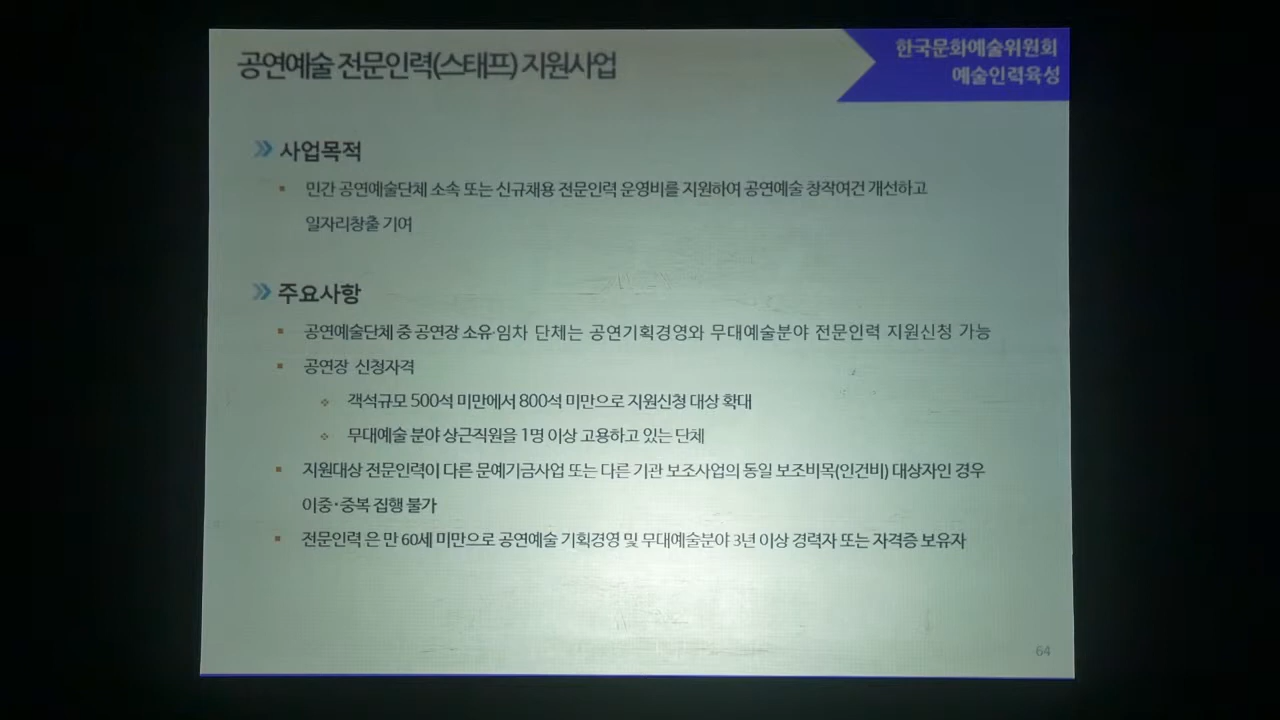 공연예술 전문인력(스태프) 지원사업
한국문화예술위원회
예술인력육성
사업목적
민간 공연예술단체 소속 또는 신규채용 전문인력 운영비를 지원하여 공연예술 창작여건 개선하고
일자리창출 기여
주요사항
공연예술단체 중 공연장 소유·임차 단체는 공연기획경영와 무대예술분야 전문인력 지원신청 가능
공연장 신청자격
객석규모 500석 미만에서 800석 미만으로 지원신청 대상 확대
무대예술 분야 상근직원을 1명 이상 고용하고 있는 단체
지원대상 전문인력이 다른 문예기금사업 또는 다른 기관 보조사업의 동일 보조비목(인건비) 대상자인 경우
이중·중복 집행 불가
전문인력 은 만 60세 미만으로 공연예술 기획경영 및 무대예술분야 3년 이상 경력자 또는 자격증 보유자
64